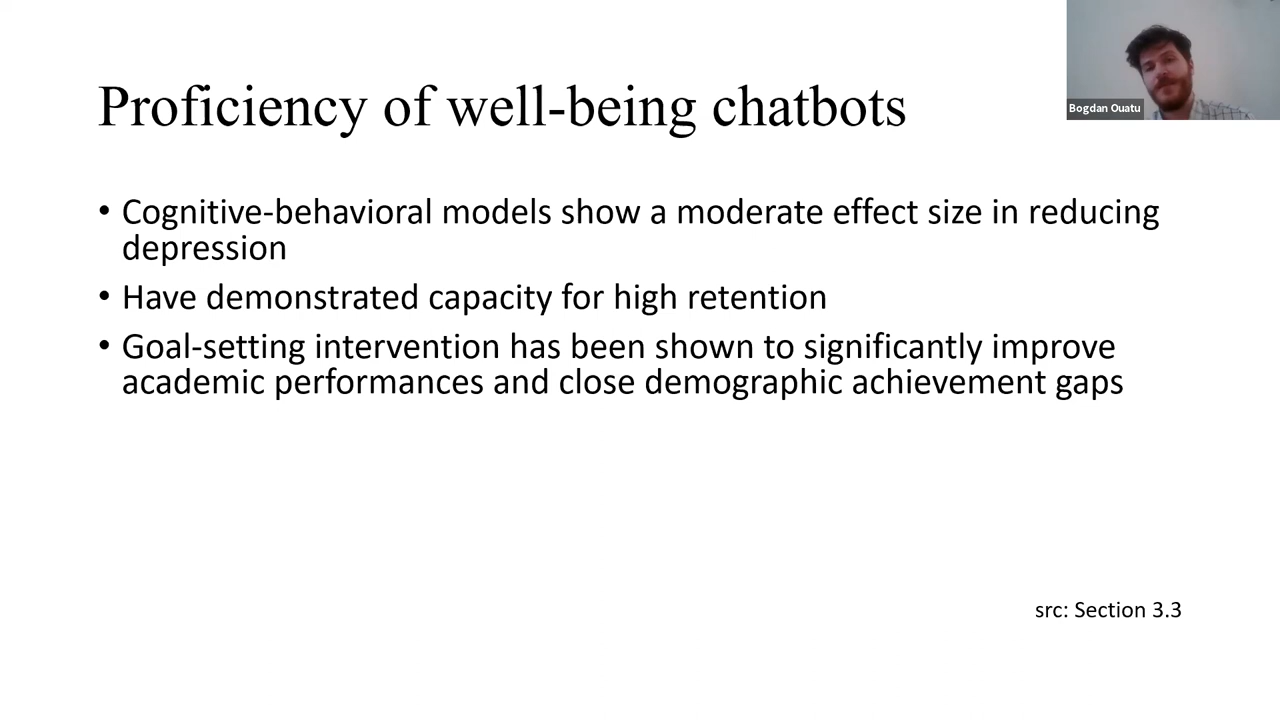 Proficiency of well-being chatbots
Bogdan Ouatu
• Cognitive-behavioral models show a moderate effect size in reducing
depression
• Have demonstrated capacity for high retention
• Goal-setting intervention has been shown to significantly improve
academic performances and close demographic achievement gaps
src: Section 3.3